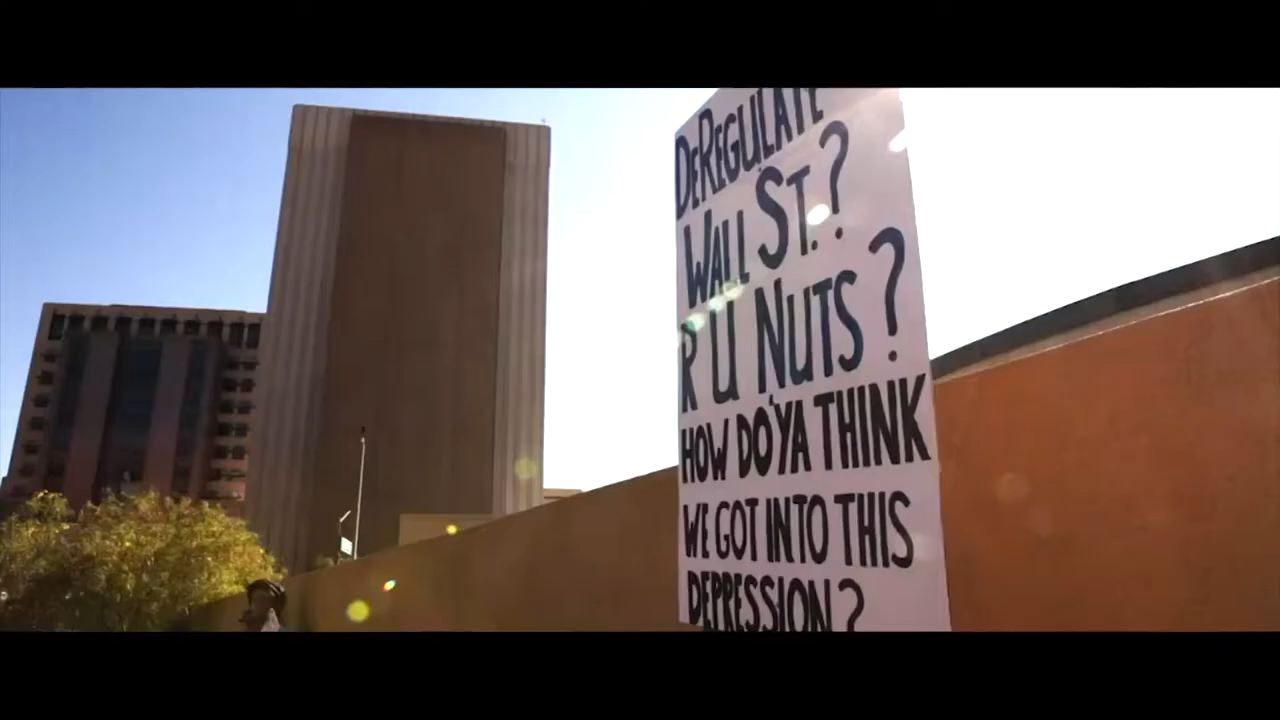 DEREGULATE
WALL ST.?
R U NUTS?
HOW DO'YA THINK
WE GOT INTO THIS
DEPRESSION?